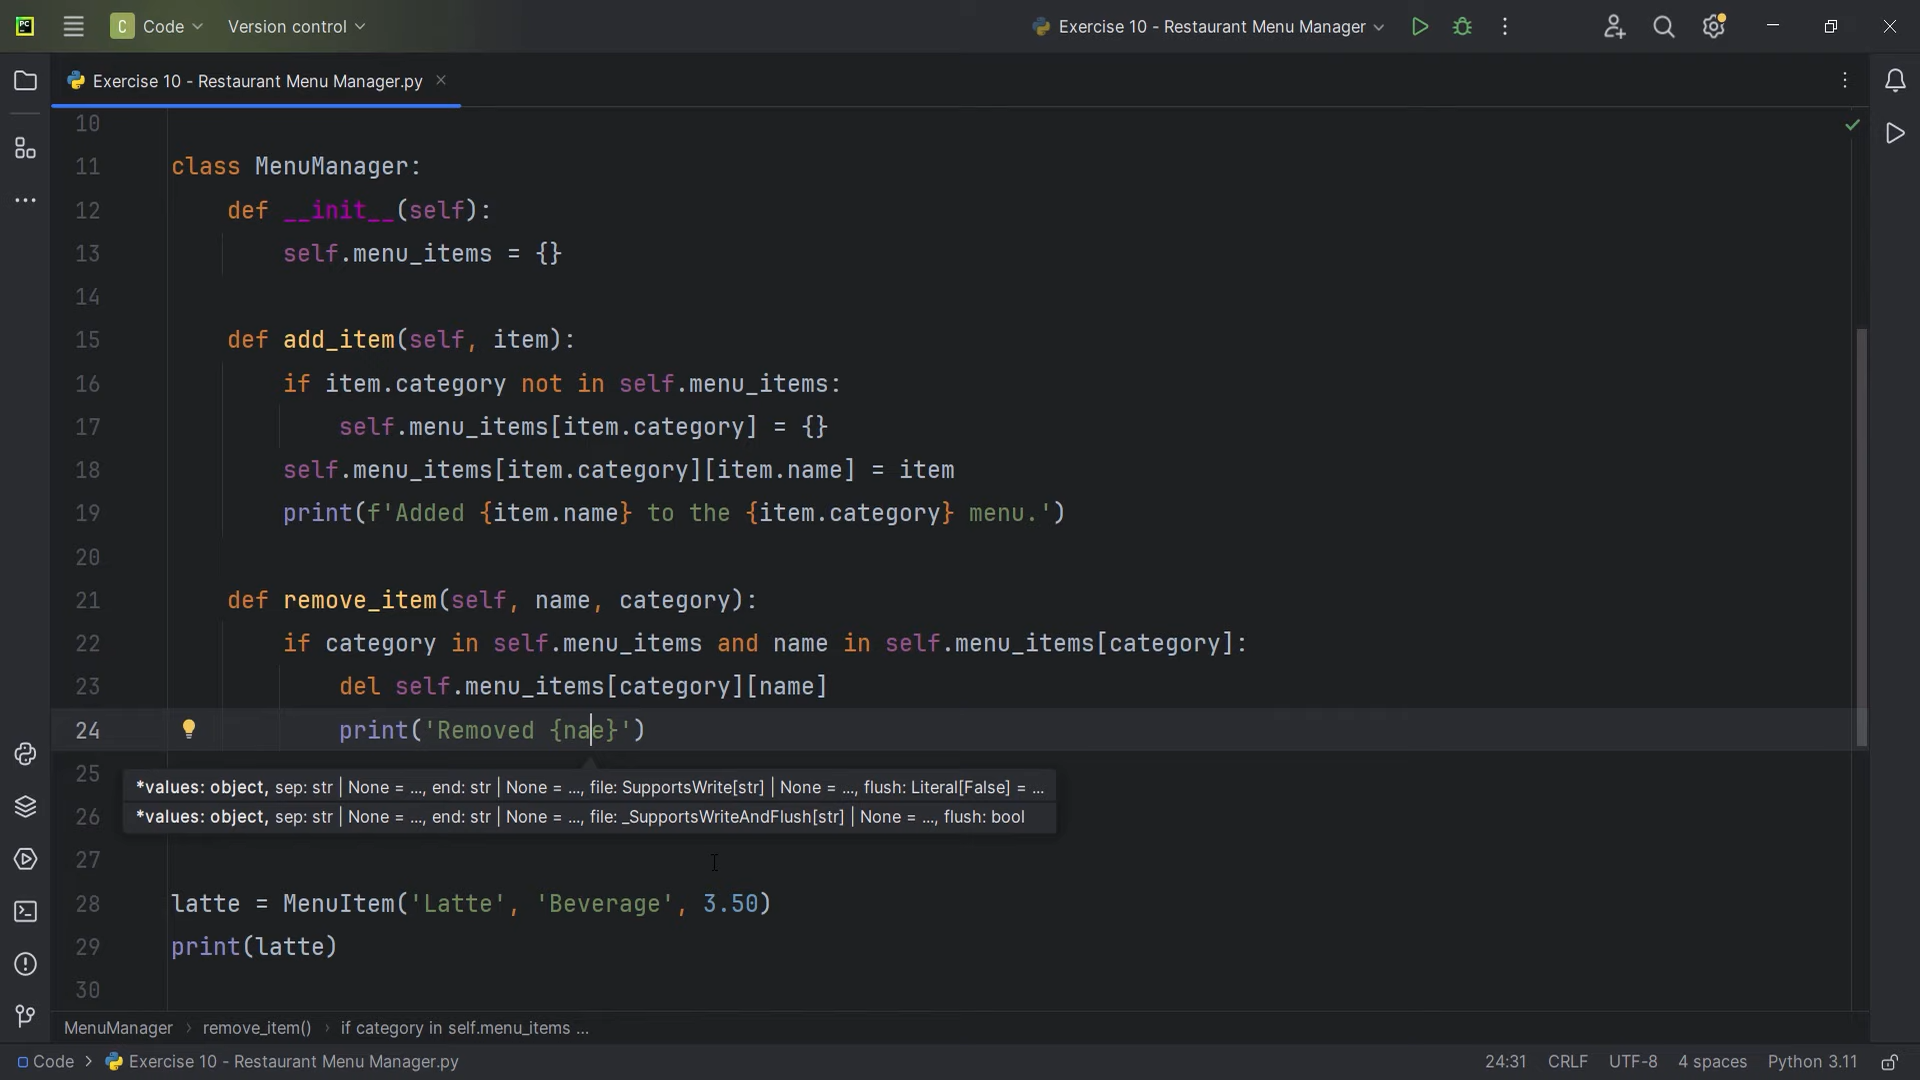 PC
C Code Version control Exercise 10 - Restaurant Menu Manager
Exercise 10 - Restaurant Menu Manager.py
10
11 class MenuManager:
12 def __init__(self):
13 self.menu_items = {}
14
15 def add_item(self, item):
16 if item.category not in self.menu_items:
17 self.menu_items[item.category] = {}
18 self.menu_items[item.category][item.name] = item
19 print(f'Added {item.name} to the {item.category} menu.')
20
21 def remove_item(self, name, category):
22 if category in self.menu_items and name in self.menu_items[category]:
23 del self.menu_items[category][name]
24 print('Removed {nae}')
25 *values: object, sep: str | None = ..., end: str | None = ..., file: SupportsWrite[str] | None = ..., flush: Literal[False] = ...
26 *values: object, sep: str | None = ..., end: str | None = ..., file: _SupportsWriteAndFlush[str] | None = ..., flush: bool
27
28 latte = MenuItem('Latte', 'Beverage', 3.50)
29 print(latte)
30
MenuManager › remove_item() › if category in self.menu_items ...
Code > Exercise 10 - Restaurant Menu Manager.py 24:31 CRLF UTF-8 4 spaces Python 3.11